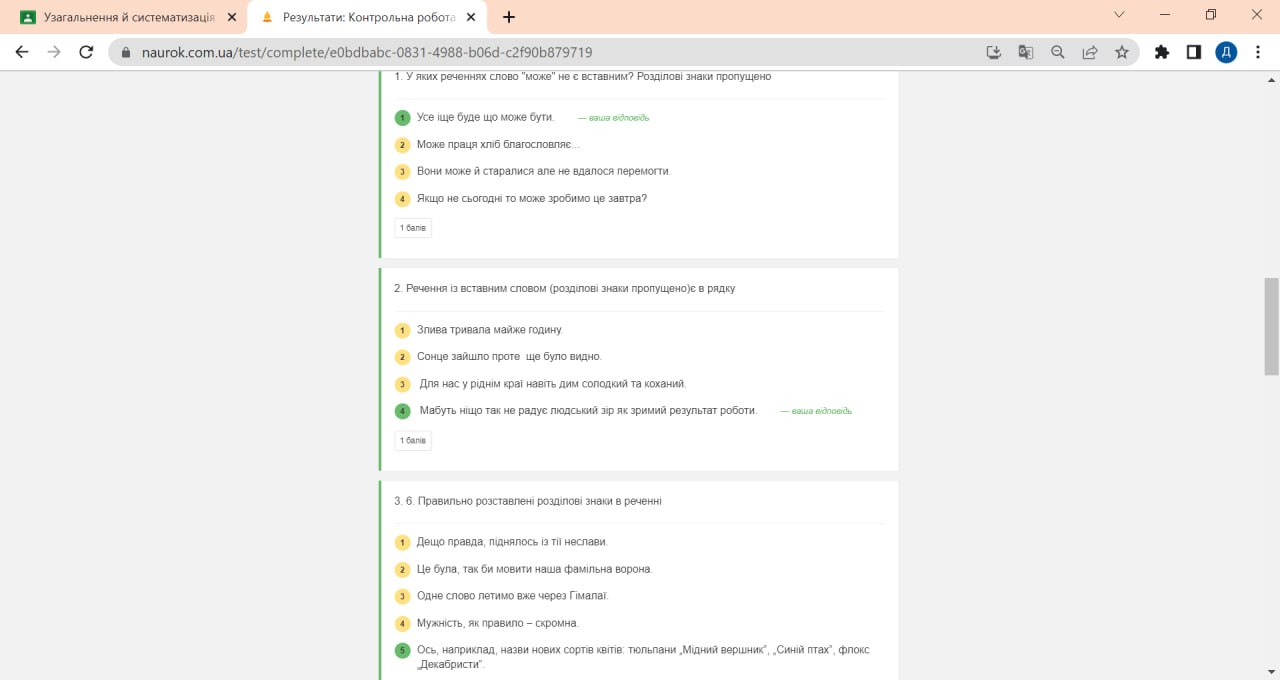 Узагальнення й систематизація
Результати: Контрольна робота
naurok.com.ua/test/complete/e0bdbabc-0831-4988-b06d-c2f90b879719
Д
1. У яких реченнях слово "може" не є вставним? Розділові знаки пропущено
1 Усе іще буде що може бути. — ваша відповідь
2 Може праця хліб благословляє...
3 Вони може й старалися але не вдалося перемогти.
4 Якщо не сьогодні то може зробимо це завтра?
1 балів
2. Речення із вставним словом (розділові знаки пропущено)є в рядку
1 Злива тривала майже годину.
2 Сонце зайшло проте ще було видно.
3 Для нас у ріднім краї навіть дим солодкий та коханий.
4 Мабуть ніщо так не радує людський зір як зримий результат роботи. — ваша відповідь
1 балів
3. 6. Правильно розставлені розділові знаки в реченні
1 Дещо правда, піднялось із тії неслави.
2 Це була, так би мовити наша фамільна ворона.
3 Одне слово летимо вже через Гімалаї.
4 Мужність, як правило – скромна.
5 Ось, наприклад, назви нових сортів квітів: тюльпани „Мідний вершник”, „Синій птах”, флокс
„Декабристи”.